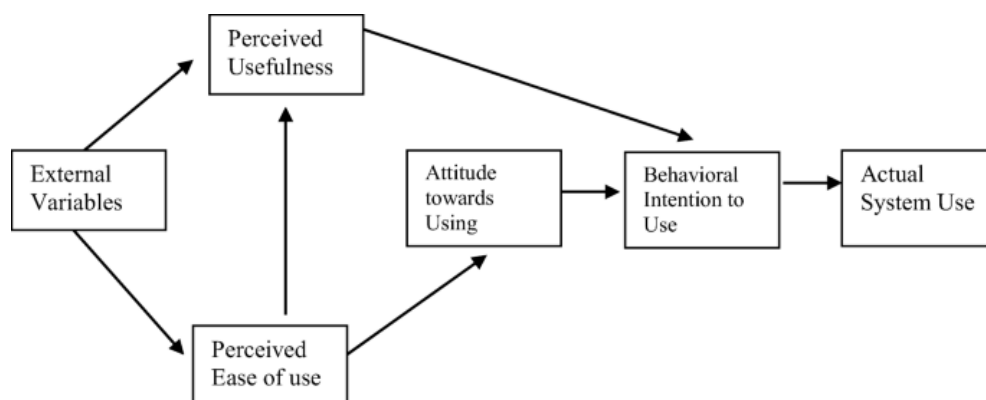 Perceived
Usefulness
External
Variables
Attitude
towards
Using
Behavioral
Intention to
Use
Actual
System Use
Perceived
Ease of use